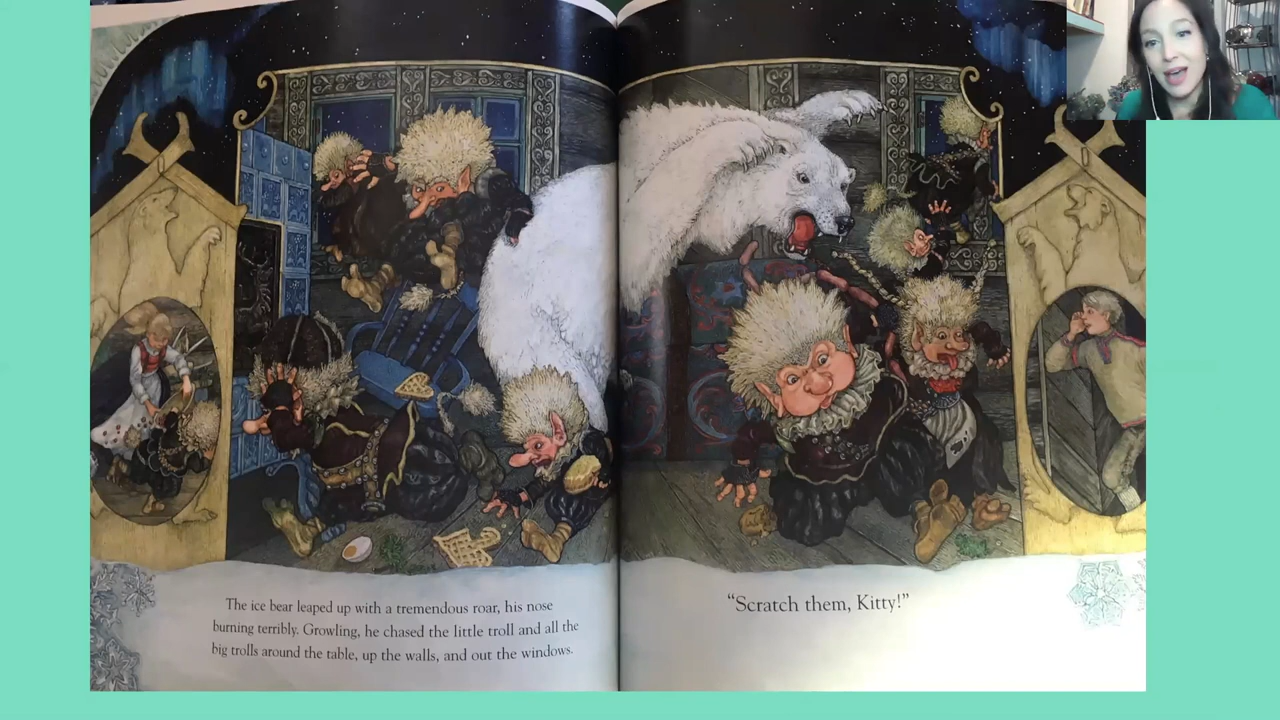 The ice bear leaped up with a tremendous roar, his nose
burning terribly. Growling, he chased the little troll and all the
big trolls around the table, up the walls, and out the windows.
“Scratch them, Kitty!”